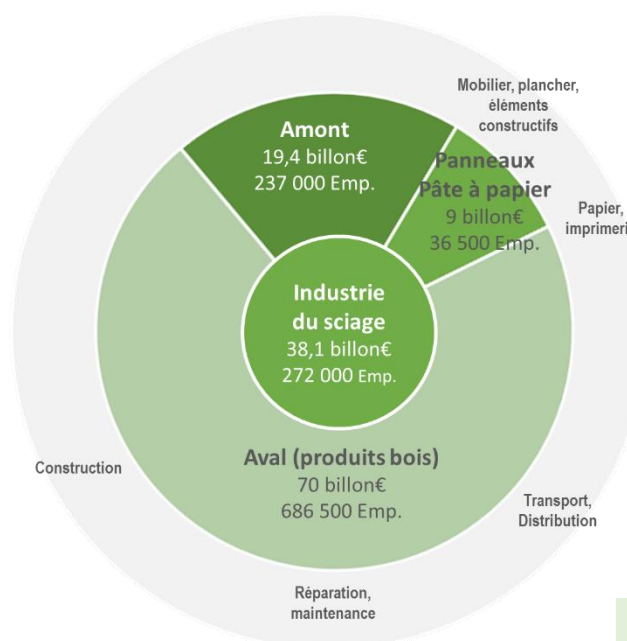 Mobilier, plancher,
éléments
constructifs
Amont
19,4 billon€
237 000 Emp.
Panneaux
Pâte à papier
9 billon€
36 500 Emp.
Papier,
imprimeri
Industrie
du sciage
38,1 billon€
272 000 Emp.
Aval (produits bois)
70 billon€
686 500 Emp.
Construction
Transport,
Distribution
Réparation,
maintenance